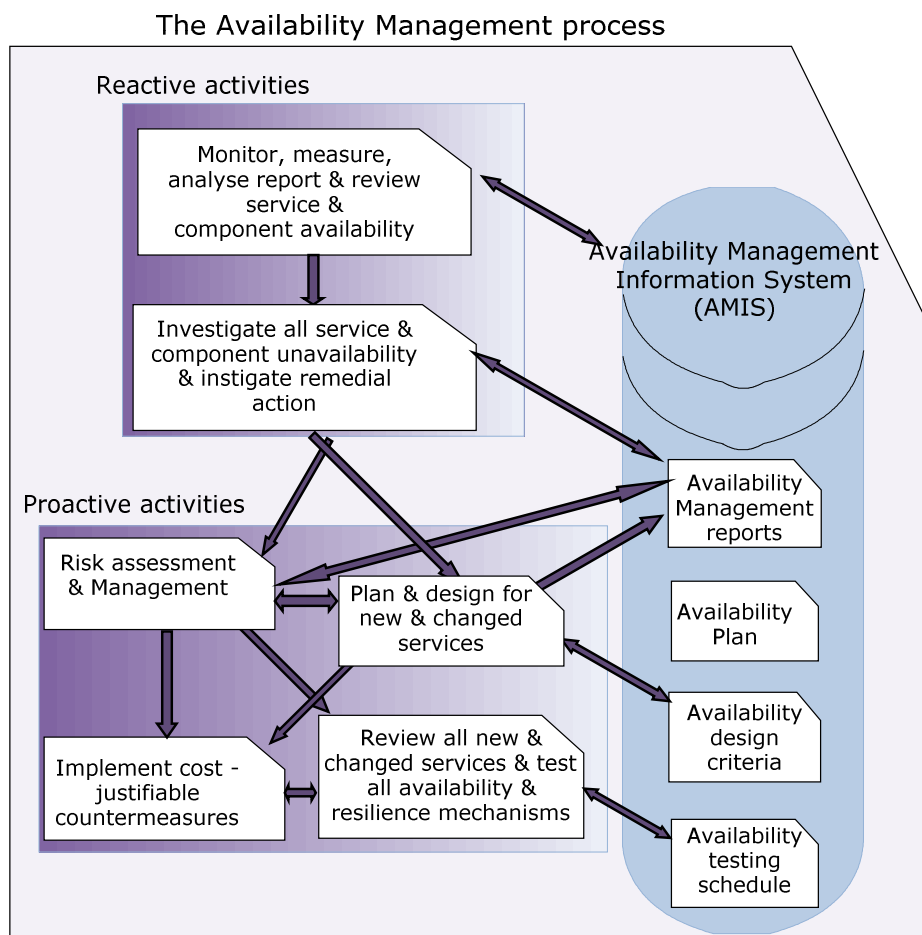 The Availability Management process
Reactive activities
Monitor, measure,
analyse report & review
service &
component availability
Investigate all service &
component unavailability
& instigate remedial
action
Proactive activities
Risk assessment
& Management
Plan & design for
new & changed
services
Implement cost -
justifiable
countermeasures
Review all new &
changed services & test
all availability &
resilience mechanisms
Availability Management
Information System
(AMIS)
Availability
Management
reports
Availability
Plan
Availability
design
criteria
Availability
testing
schedule